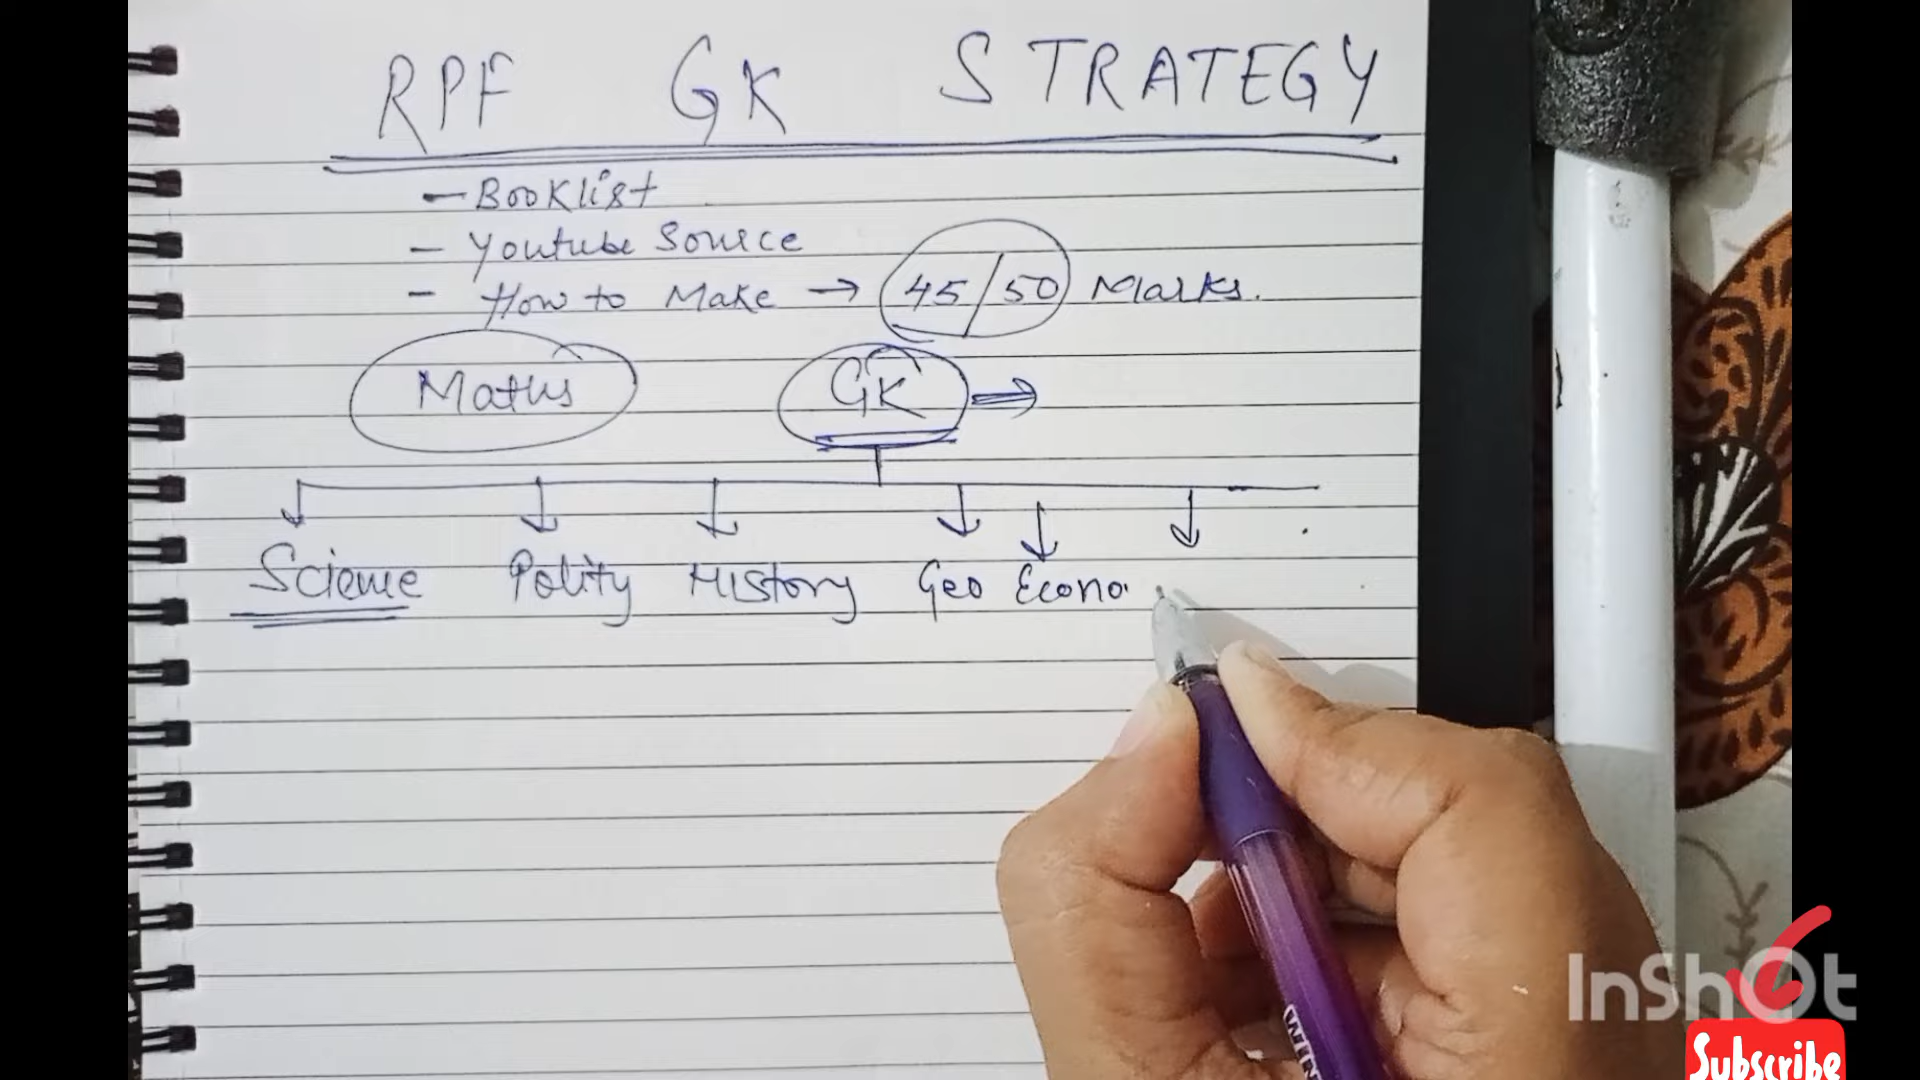 RPF GK STRATEGY
- Booklist
- Youtube Source
- How to Make → 45/50 Marks.
Maths GK ⇒
Science Polity History Geo Econo
WIN
InShOt
Subscribe